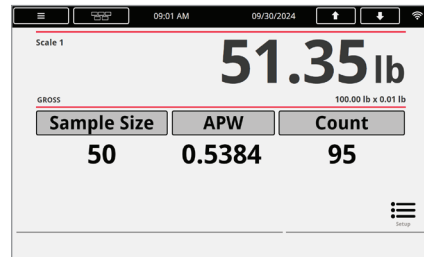 09:01 AM 09/30/2024
Scale 1
51.35 lb
GROSS 100.00 lb x 0.01 lb
Sample Size APW Count
50 0.5384 95
Setup